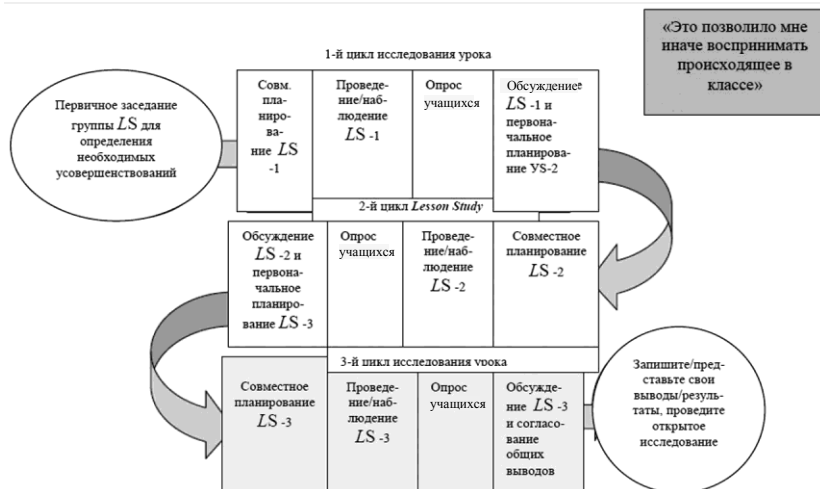 «Это позволило мне
иначе воспринимать
происходящее в
классе»
1-й цикл исследования урока
Первичное заседание
группы LS для
определения
необходимых
усовершенствований
Совм.
пла-
нирo-
ва-
ние LS
-1
Проведе-
ние/наб-
людение
LS -1
Опрос
учащихся
Обсуждение
LS -1 и
первона-
чальное
планирова-
ние УS-2
2-й цикл Lesson Study
Обсуждение
LS -2 и
первона-
чальное
планиро-
вание LS -3
Опрос
учащихся
Проведе-
ние/наб-
людение
LS -2
Совместное
планирование
LS -2
3-й цикл исследования урока
Совместное
планирование
LS -3
Проведе-
ние/наб-
людение
LS -3
Опрос
учащихся
Обсужде-
ние LS -3
и согласо-
вание
общих
выводов
Запишите/пред-
ставьте свои
выводы/резуль-
таты, проведите
открытое
исследование